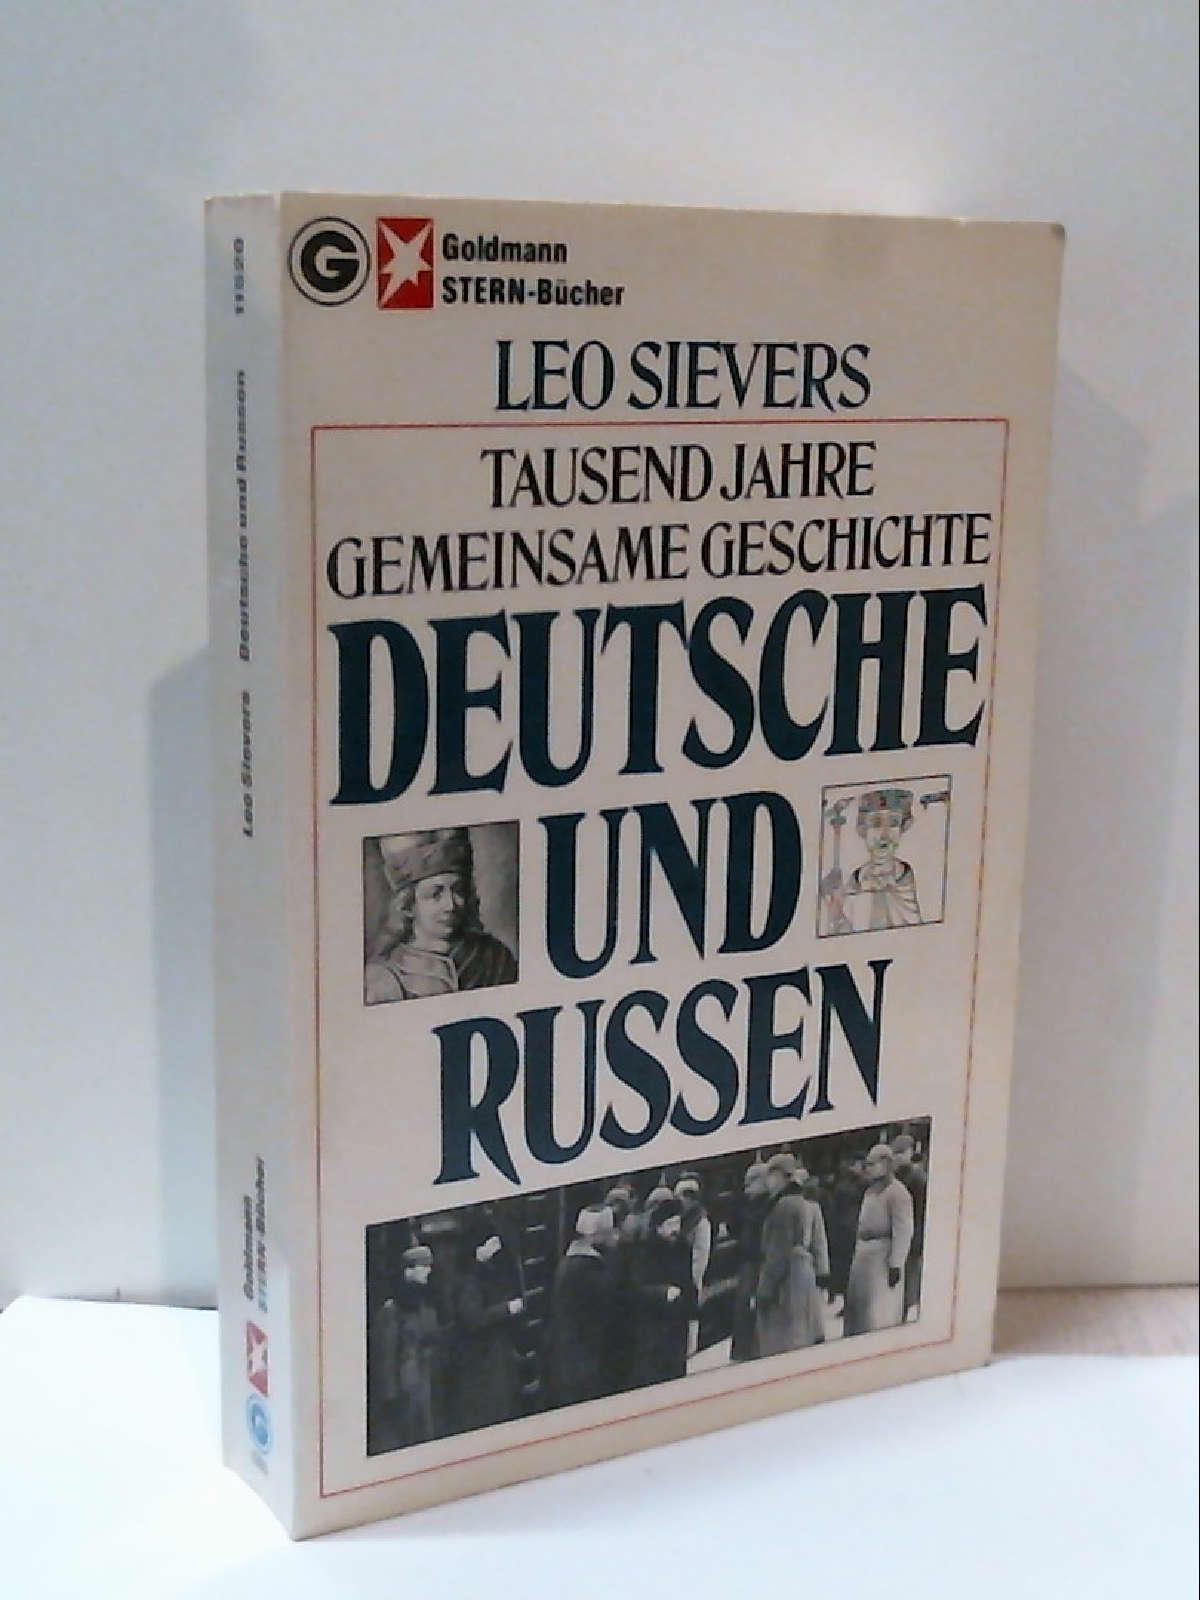 G
Goldmann
STERN-Bücher
LEO SIEVERS
TAUSEND JAHRE
GEMEINSAME GESCHICHTE
DEUTSCHE
UND
RUSSEN
Leo Sievers Deutsche und Russen 11520
Goldmann
STERN-Bücher
G